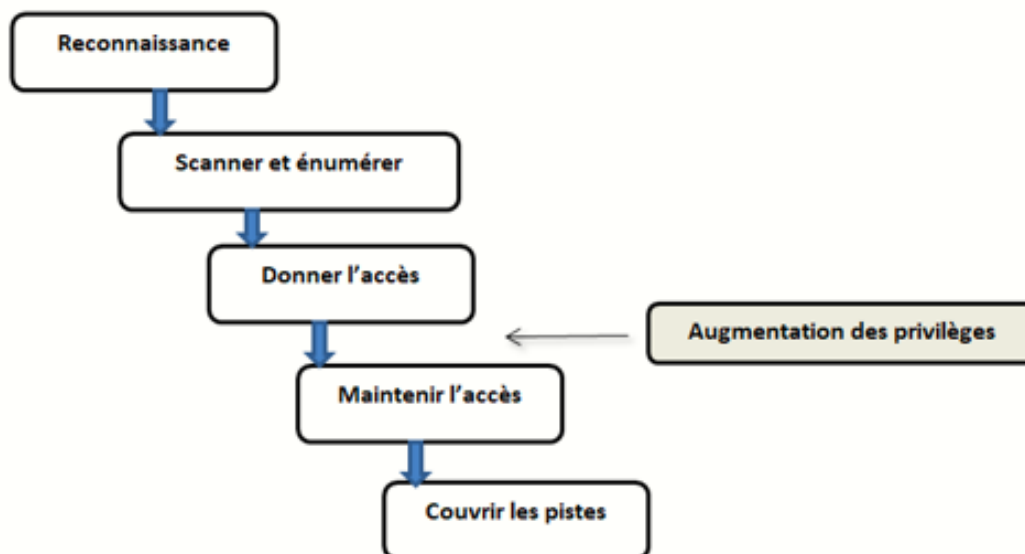 Reconnaissance
Scanner et énumérer
Donner l’accès
Augmentation des privilèges
Maintenir l’accès
Couvrir les pistes